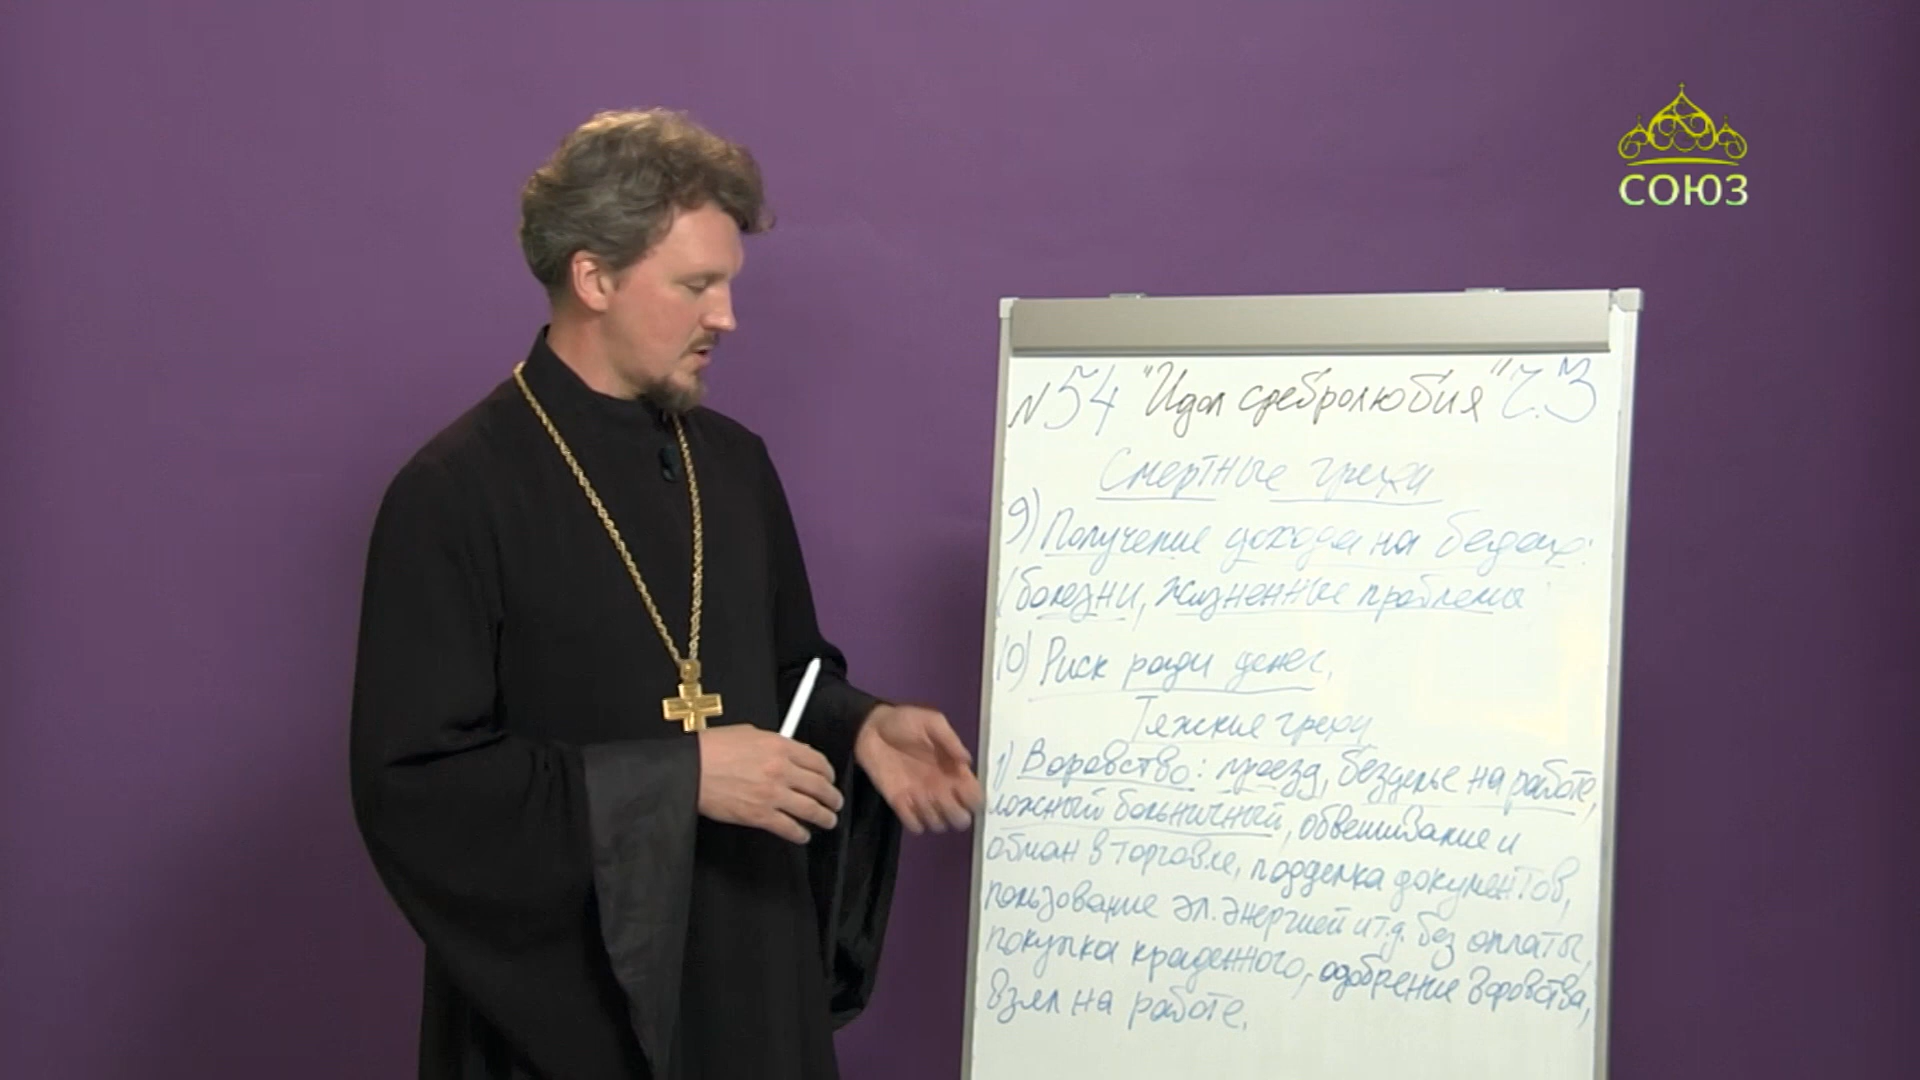 СОЮЗ
№54 "Идол сребролюбия" Ч.3
Смертные грехи
9) Получение дохода на бедах:
(болезни, жизненные проблемы
10) Риск ради денег.
Тяжкие грехи
1) Воровство: проезд, безделье на работе,
ложный больничный, обвешивание и
обман в торговле, подделка документов,
пользование эл. энергией и т.д. без оплаты,
покупка краденного, одобрение воровства,
взял на работе.